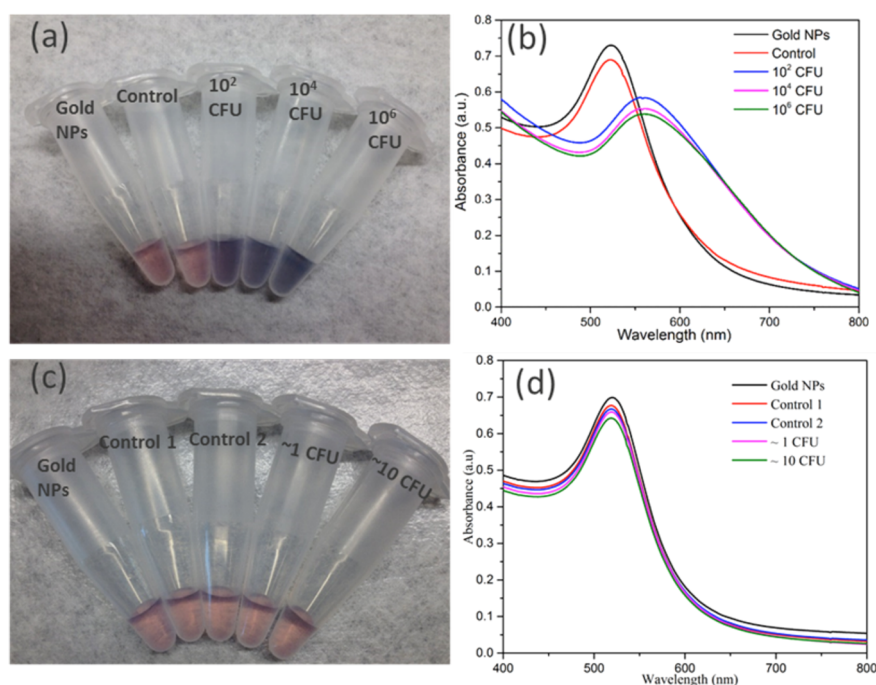 (a)
Gold
NPs
Control
10² 
CFU
10⁴
CFU
10⁶
CFU
(b)
Gold NPs
Control
10² CFU
10⁴ CFU
10⁶ CFU
Absorbance (a.u.)
0.8
0.7
0.6
0.5
0.4
0.3
0.2
0.1
0.0
400
500
600
700
800
Wavelength (nm)
(c)
Gold
NPs
Control 1
Control 2
~1 CFU
~10 CFU
(d)
Gold NPs
Control 1
Control 2
~ 1 CFU
~ 10 CFU
Absorbance (a.u)
0.8
0.7
0.6
0.5
0.4
0.3
0.2
0.1
0.0
400
500
600
700
800
Wavelength (nm)